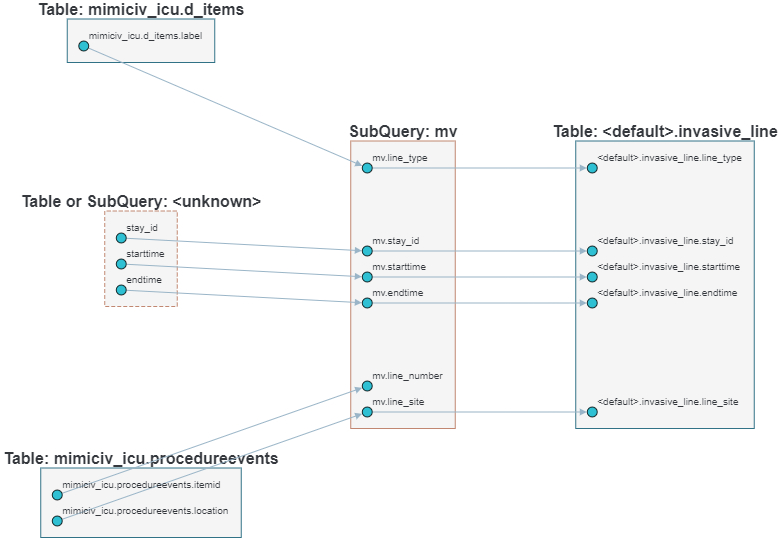 Table: mimiciv_icu.d_items
mimiciv_icu.d_items.label
SubQuery: mv
mv.line_type
mv.stay_id
mv.starttime
mv.endtime
mv.line_number
mv.line_site
Table: <default>.invasive_line
<default>.invasive_line.line_type
<default>.invasive_line.stay_id
<default>.invasive_line.starttime
<default>.invasive_line.endtime
<default>.invasive_line.line_site
Table or SubQuery: <unknown>
stay_id
starttime
endtime
Table: mimiciv_icu.procedureevents
mimiciv_icu.procedureevents.itemid
mimiciv_icu.procedureevents.location